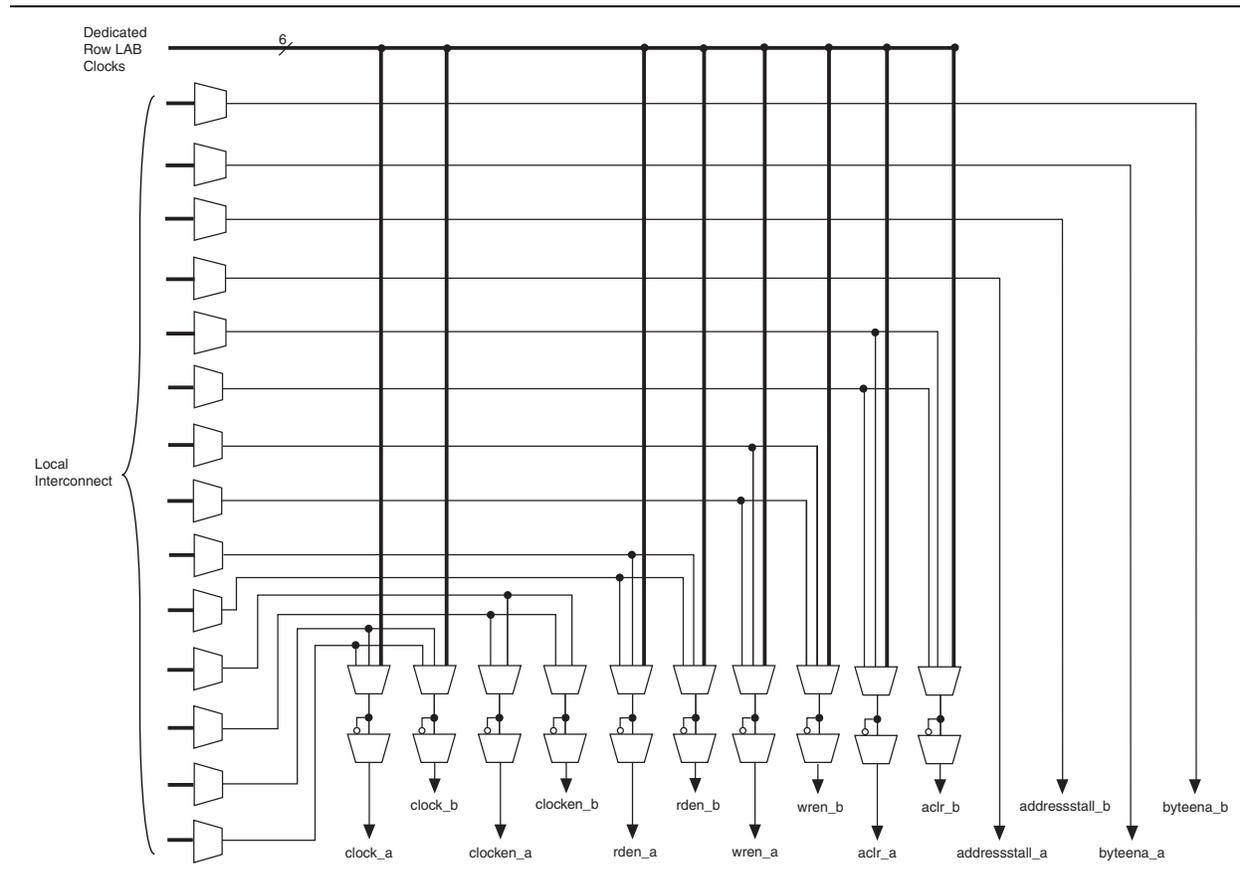 Dedicated
Row LAB
Clocks
6
Local
Interconnect
clock_b
clocken_b
rden_b
wren_b
aclr_b
addressstall_b
byteena_b
clock_a
clocken_a
rden_a
wren_a
aclr_a
addressstall_a
byteena_a